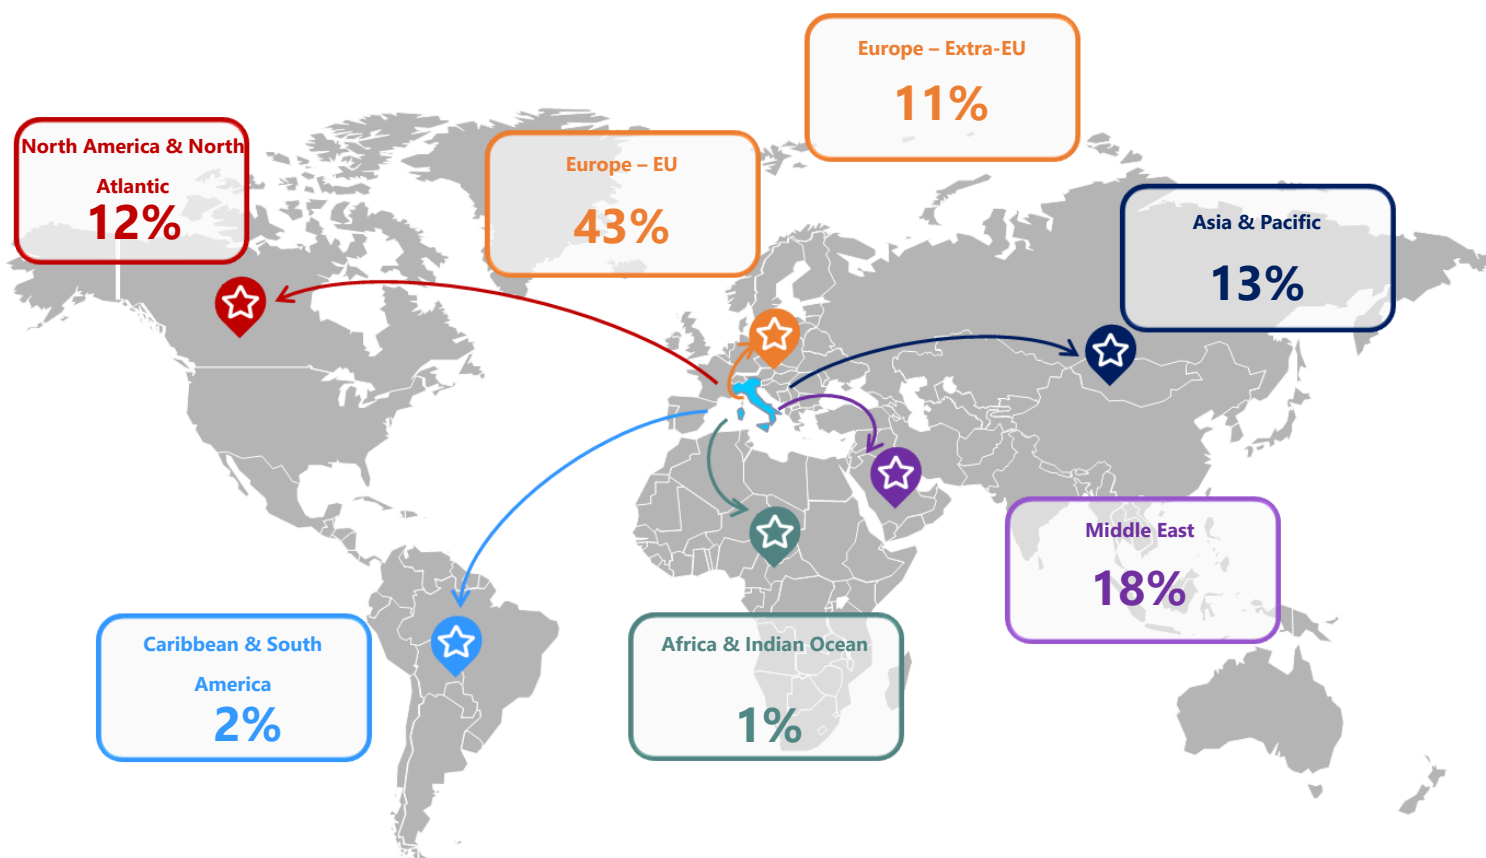 Europe – Extra-EU
11%
North America & North
Atlantic
12%
Europe – EU
43%
Asia & Pacific
13%
Middle East
18%
Caribbean & South
America
2%
Africa & Indian Ocean
1%